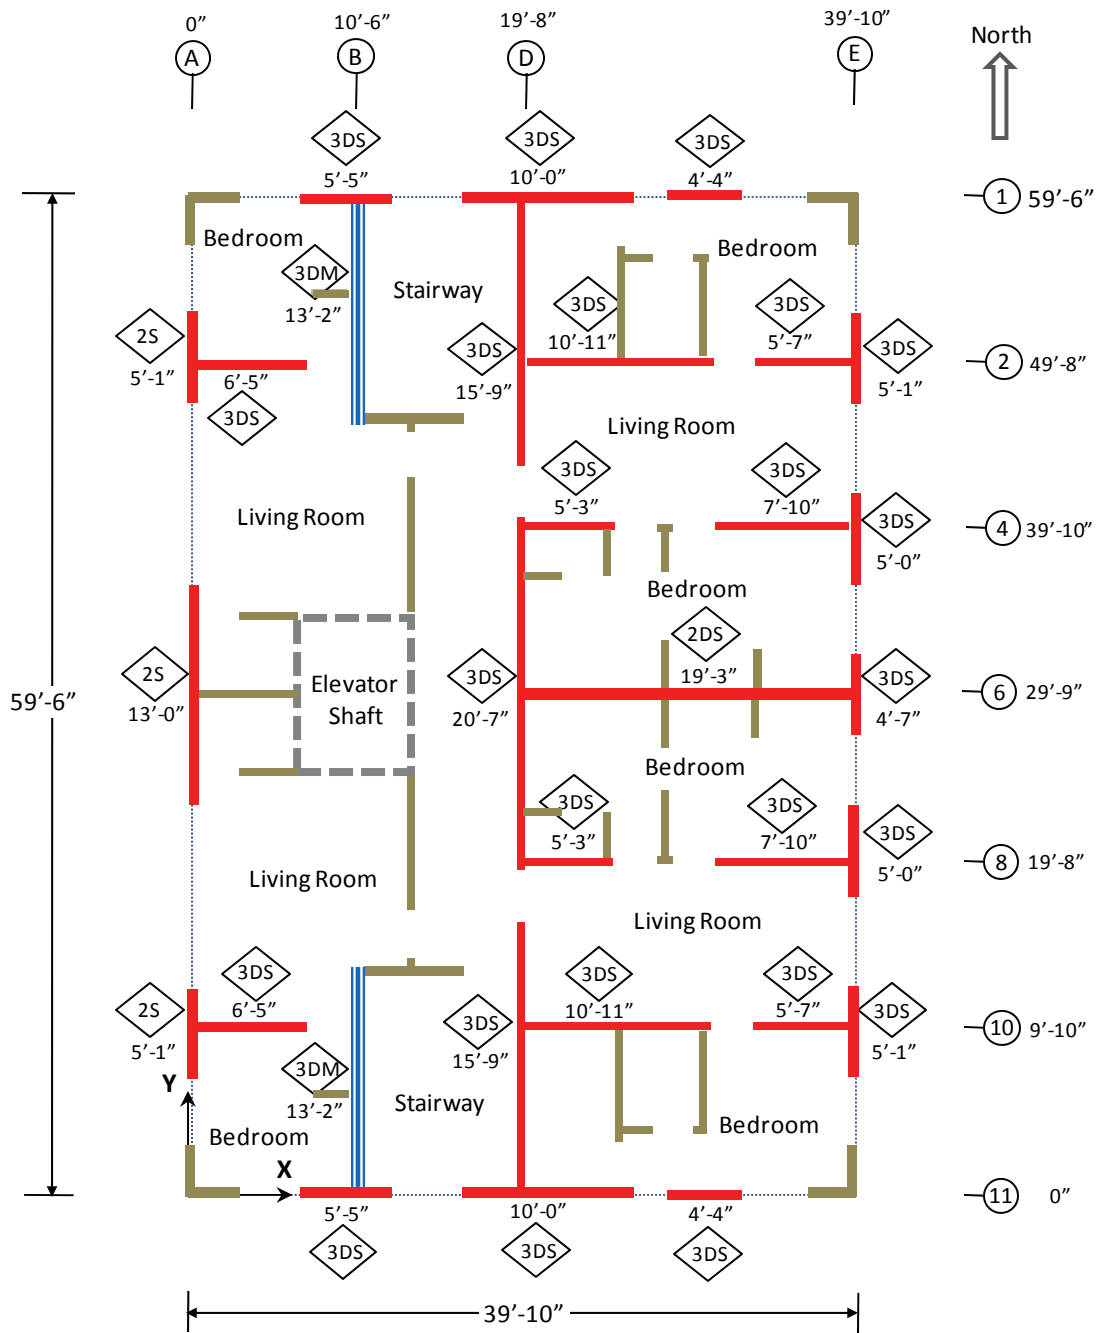 0” 10’-6” 19’-8” 39’-10”
North
A B D E
3DS 3DS 3DS
5’-5” 10’-0” 4’-4”
1 59’-6”
Bedroom Bedroom
3DM Stairway 3DS 3DS
13’-2” 10’-11” 5’-7”
2S 3DS 3DS 2 49’-8”
5’-1” 6’-5” 15’-9” 5’-1”
3DS
Living Room
3DS 3DS
5’-3” 7’-10”
Living Room 3DS 4 39’-10”
5’-0”
Bedroom
2DS
19’-3”
59’-6” 2S Elevator 3DS 3DS 6 29’-9”
13’-0” Shaft 20’-7” 4’-7”
Bedroom
3DS 3DS 3DS
5’-3” 7’-10” 8 19’-8”
5’-0”
Living Room
Living Room
3DS 3DS 3DS
6’-5” 10’-11” 5’-7”
2S 3DS 3DS 10 9’-10”
5’-1” 15’-9” 5’-1”
3DM
Y
13’-2” Stairway
Bedroom Bedroom
X
11 0”
5’-5” 10’-0” 4’-4”
3DS 3DS 3DS
39’-10”